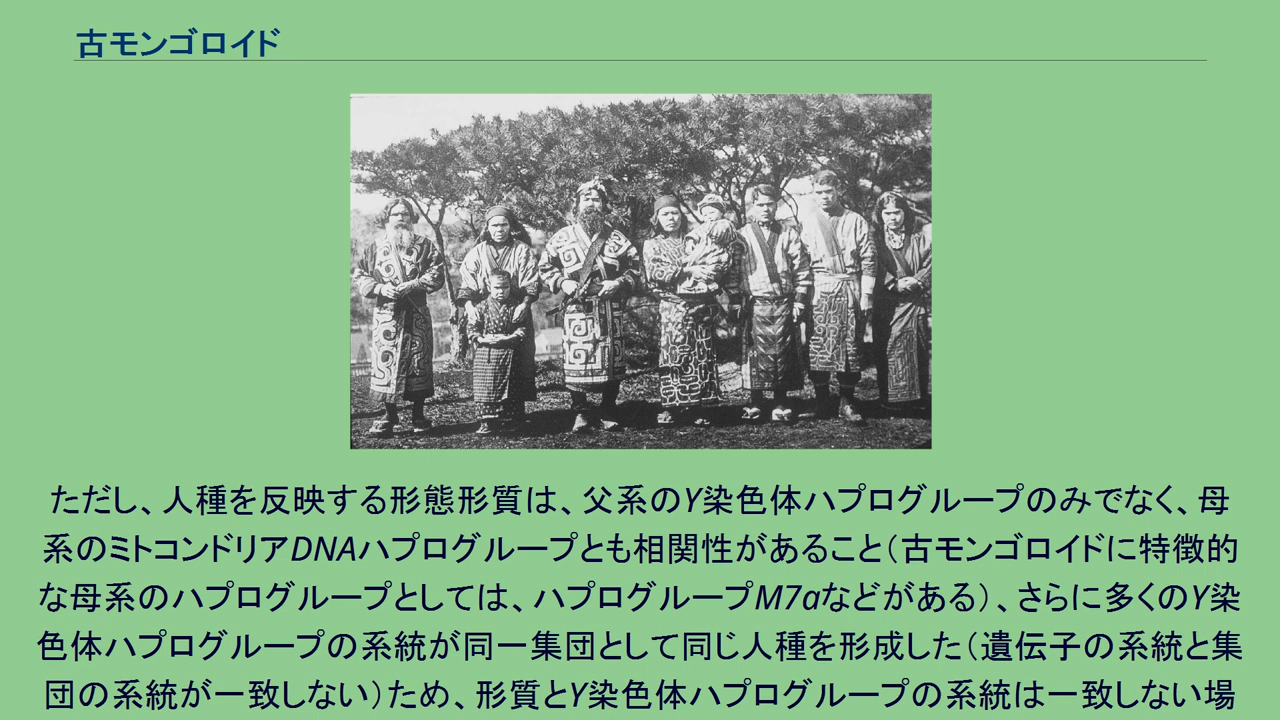 古モンゴロイド
ただし、人種を反映する形態形質は、父系のY染色体ハプログループのみでなく、母
系のミトコンドリアDNAハプログループとも相関性があること（古モンゴロイドに特徴的
な母系のハプログループとしては、ハプログループM7aなどがある）、さらに多くのY染
色体ハプログループの系統が同一集団として同じ人種を形成した（遺伝子の系統と集
団の系統が一致しない）ため、形質とY染色体ハプログループの系統は一致しない場